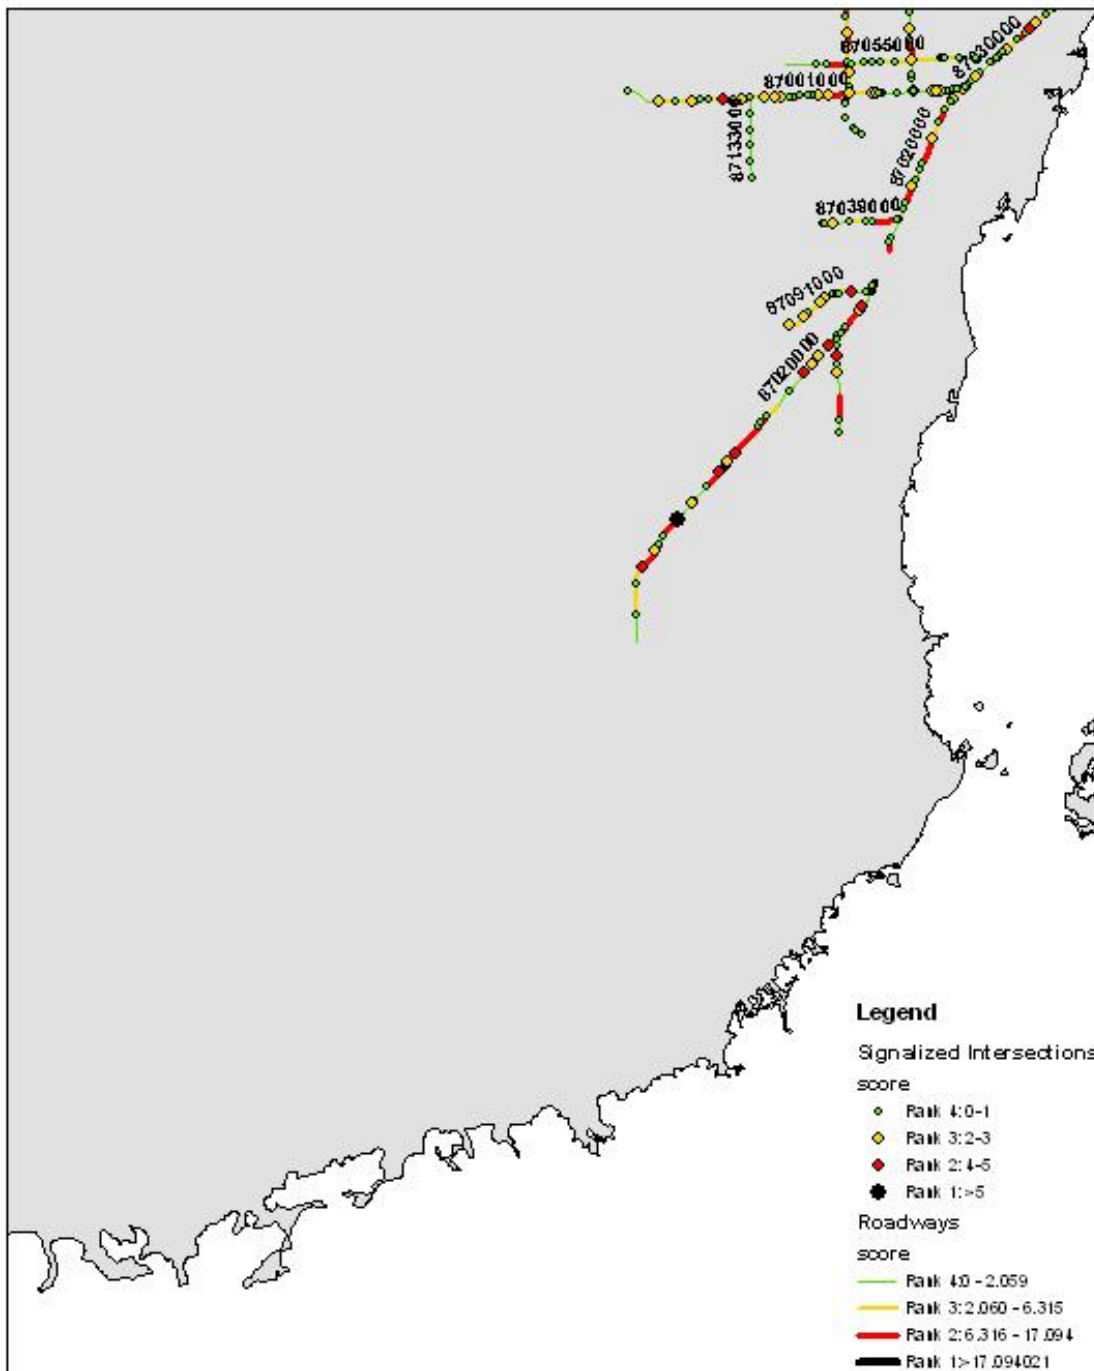 87030000
87055000
87001000
87133000
87020000
87039000
87091000
87020000
Legend
Signalized Intersections
score
Rank 4:0-1
Rank 3:2-3
Rank 2:4-5
Rank 1:>5
Roadways
score
Rank 4:0 - 2.059
Rank 3:2.060 - 6.315
Rank 2:6.316 - 17.094
Rank 1>17.094021